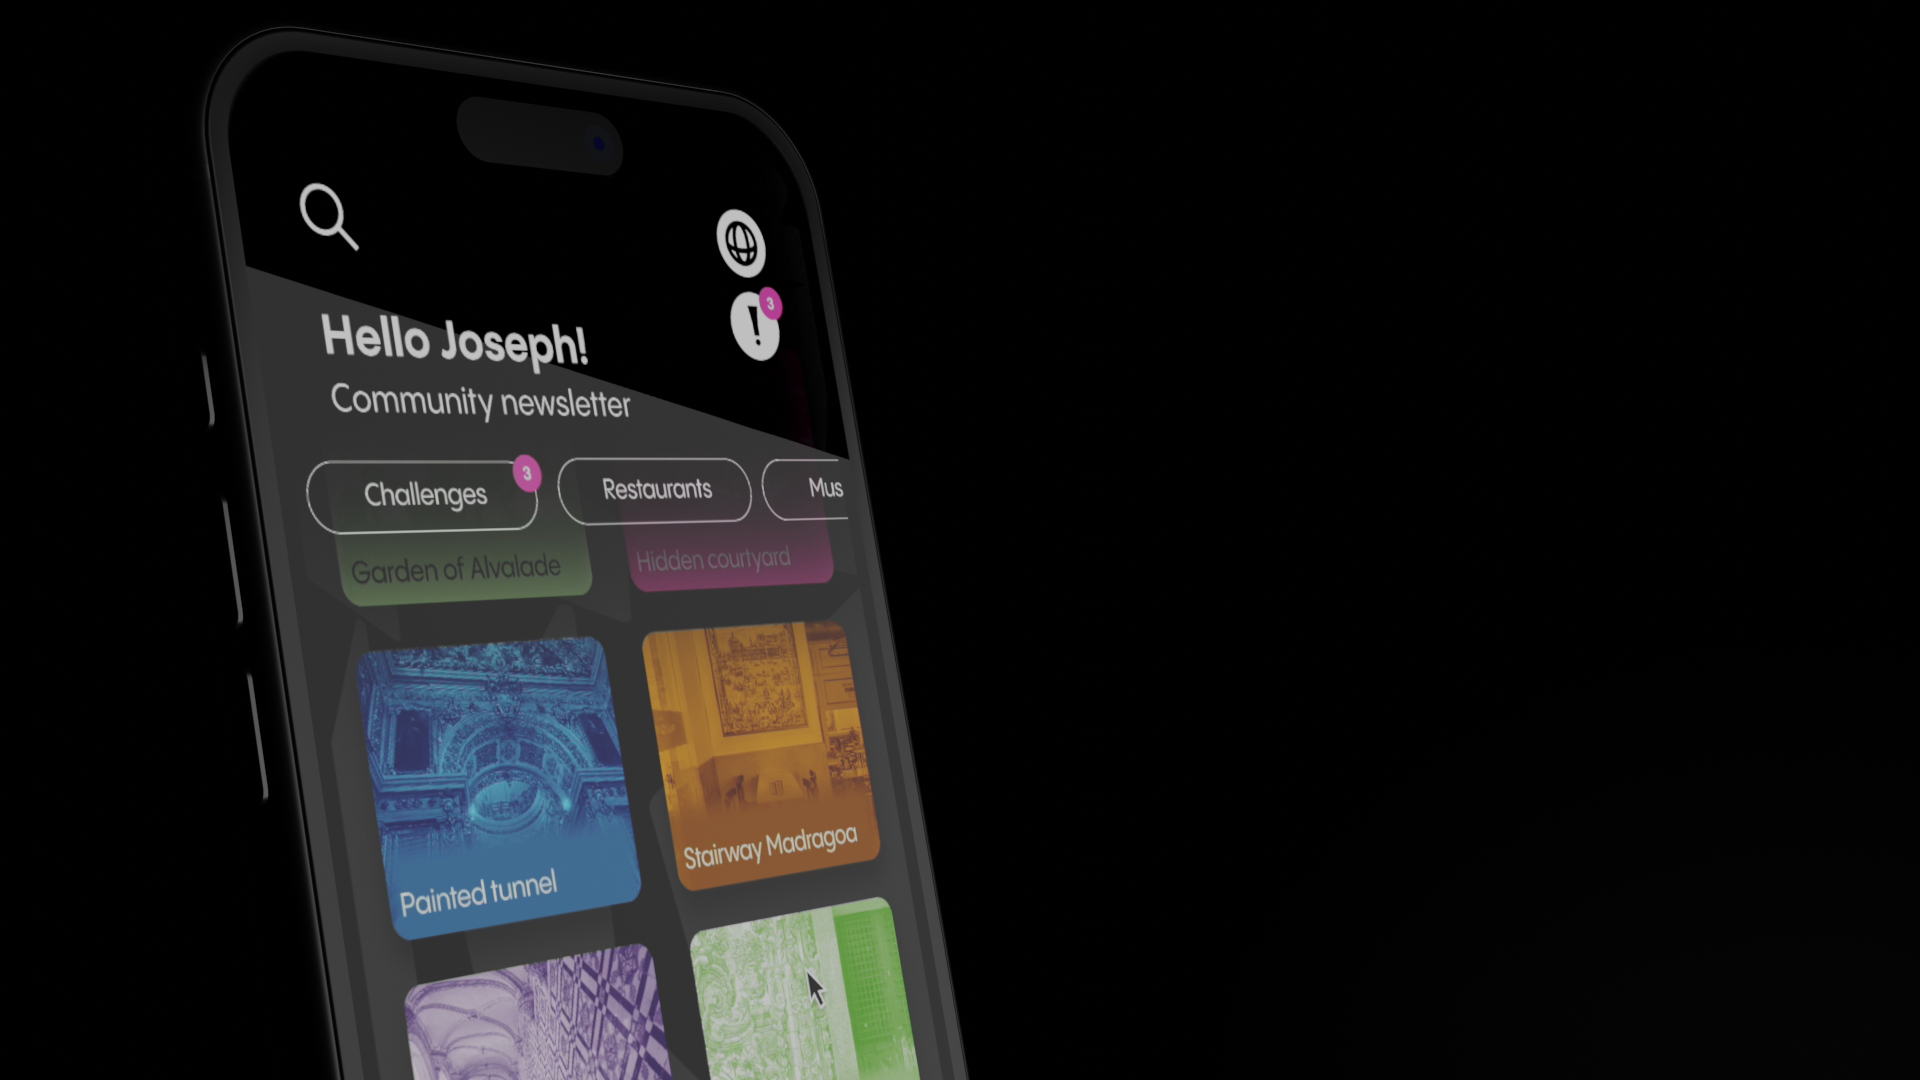 3
Hello Joseph!
Community newsletter
Challenges
3
Restaurants
Mus
Garden of Alvalade
Hidden courtyard
Painted tunnel
Stairway Madragoa